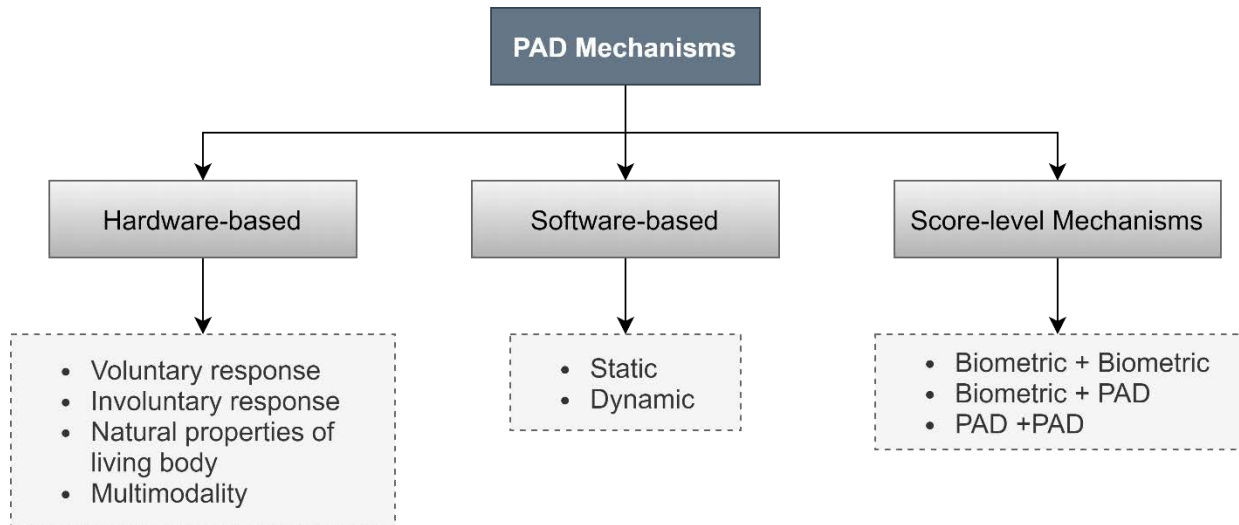 PAD Mechanisms
Hardware-based
Software-based
Score-level Mechanisms
• Voluntary response
• Involuntary response
• Natural properties of
living body
• Multimodality
• Static
• Dynamic
• Biometric + Biometric
• Biometric + PAD
• PAD +PAD